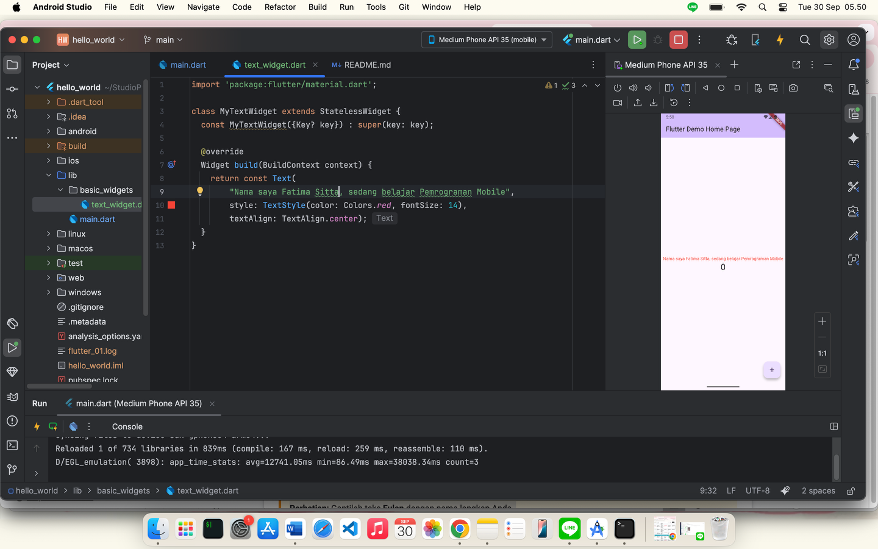 Android Studio File Edit View Navigate Code Refactor Build Run Tools Git Window Help Tue 30 Sep 05.50
HW hello_world main Medium Phone API 35 (mobile) main.dart
Project main.dart text_widget.dart README.md Medium Phone API 35
hello_world ~/StudioP
.dart_tool
.idea
android
build
ios
lib
basic_widgets
text_widget.d
main.dart
linux
macos
test
web
windows
.gitignore
.metadata
analysis_options.ya
flutter_01.log
hello_world.iml
pubspec.lock
1 import 'package:flutter/material.dart'; 1 3
2
3 class MyTextWidget extends StatelessWidget {
4 const MyTextWidget({Key? key}) : super(key: key);
5
6 @override
7 Widget build(BuildContext context) {
8 return const Text(
9 "Nama saya Fatima Sitta, sedang belajar Pemrograman Mobile",
10 style: TextStyle(color: Colors.red, fontSize: 14),
11 textAlign: TextAlign.center); Text
12 }
13 }
5:50
Flutter Demo Home Page
Nama saya Fatima Sitta, sedang belajar Pemrograman Mobile
0
+
1:1
Run main.dart (Medium Phone API 35)
Console
Reloaded 1 of 734 libraries in 839ms (compile: 167 ms, reload: 259 ms, reassemble: 110 ms).
D/EGL_emulation( 3898): app_time_stats: avg=12741.05ms min=86.49ms max=38038.34ms count=3
hello_world lib basic_widgets text_widget.dart 9:32 LF UTF-8 2 spaces
SEP
30